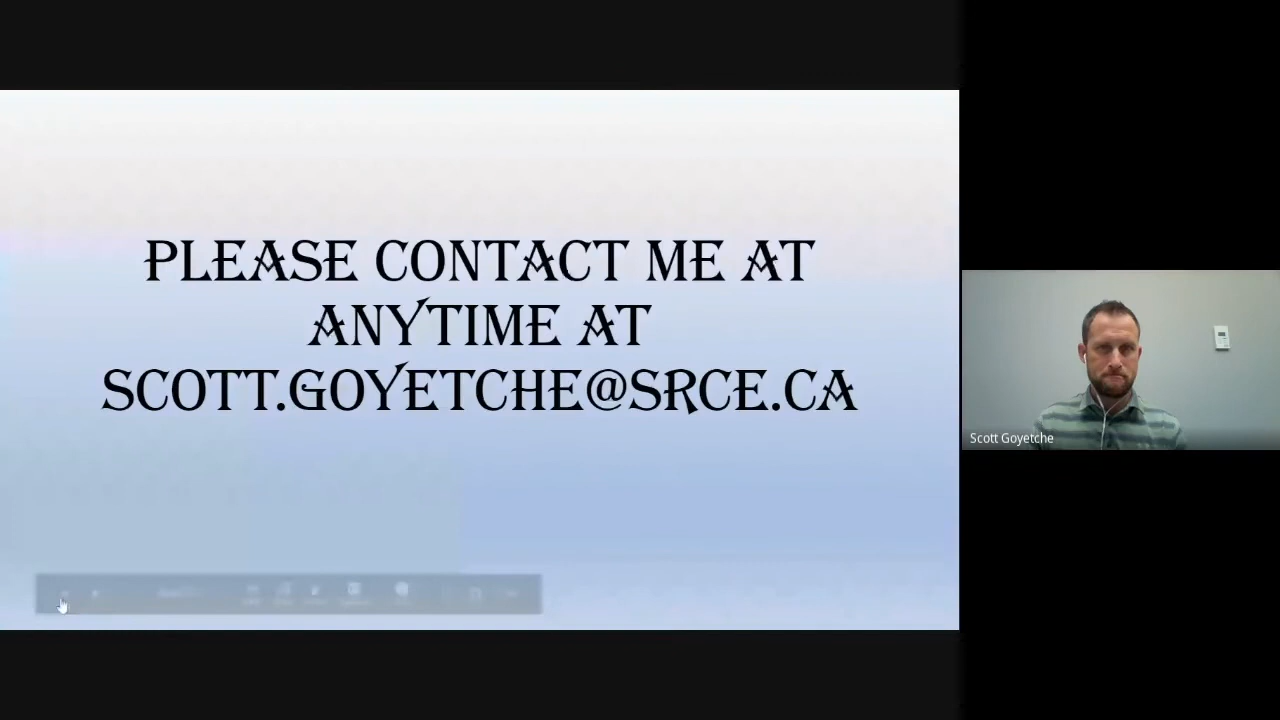 PLEASE CONTACT ME AT
ANYTIME AT
SCOTT.GOYETCHE@SRCE.CA
Scott Goyetche